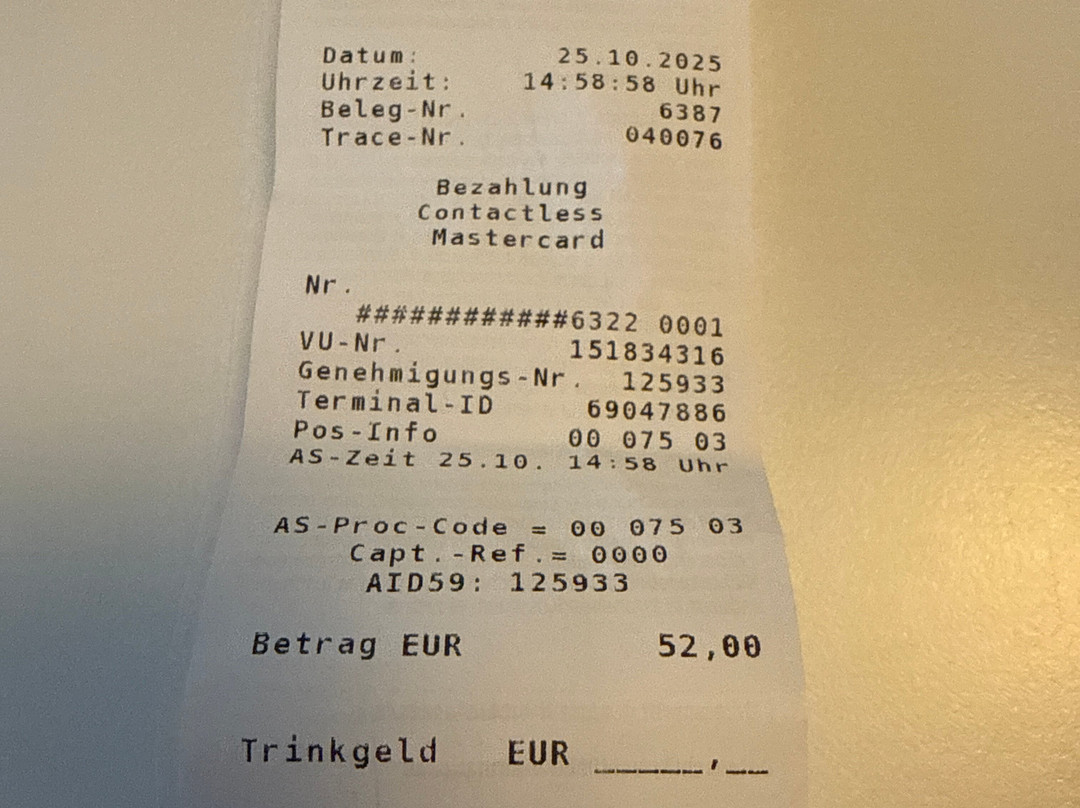 Datum: 25.10.2025
Uhrzeit: 14:58:58 Uhr
Beleg-Nr. 6387
Trace-Nr. 040076
Bezahlung
Contactless
Mastercard
Nr.
############6322 0001
VU-Nr. 151834316
Genehmigungs-Nr. 125933
Terminal-ID 69047886
Pos-Info 00 075 03
AS-Zeit 25.10. 14:58 Uhr
AS-Proc-Code = 00 075 03
Capt.-Ref.= 0000
AID59: 125933
Betrag EUR 52,00
Trinkgeld EUR _____,__